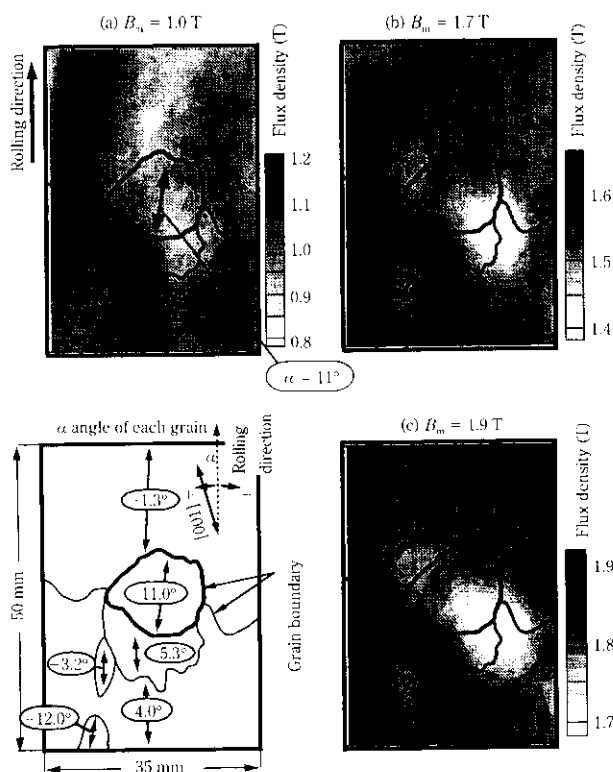 (a) Bm = 1.0 T
Rolling direction
Flux density (T)
1.2
1.1
1.0
0.9
0.8
α - 11°
(b) Bm = 1.7 T
Flux density (T)
1.6
1.5
1.4
α angle of each grain
Rolling
direction
α
+ −
[001]
-1.3°
11.0°
5.3°
-3.2°
4.0°
-12.0°
Grain boundary
50 mm
35 mm
(c) Bm = 1.9 T
Flux density (T)
1.9
1.8
1.7